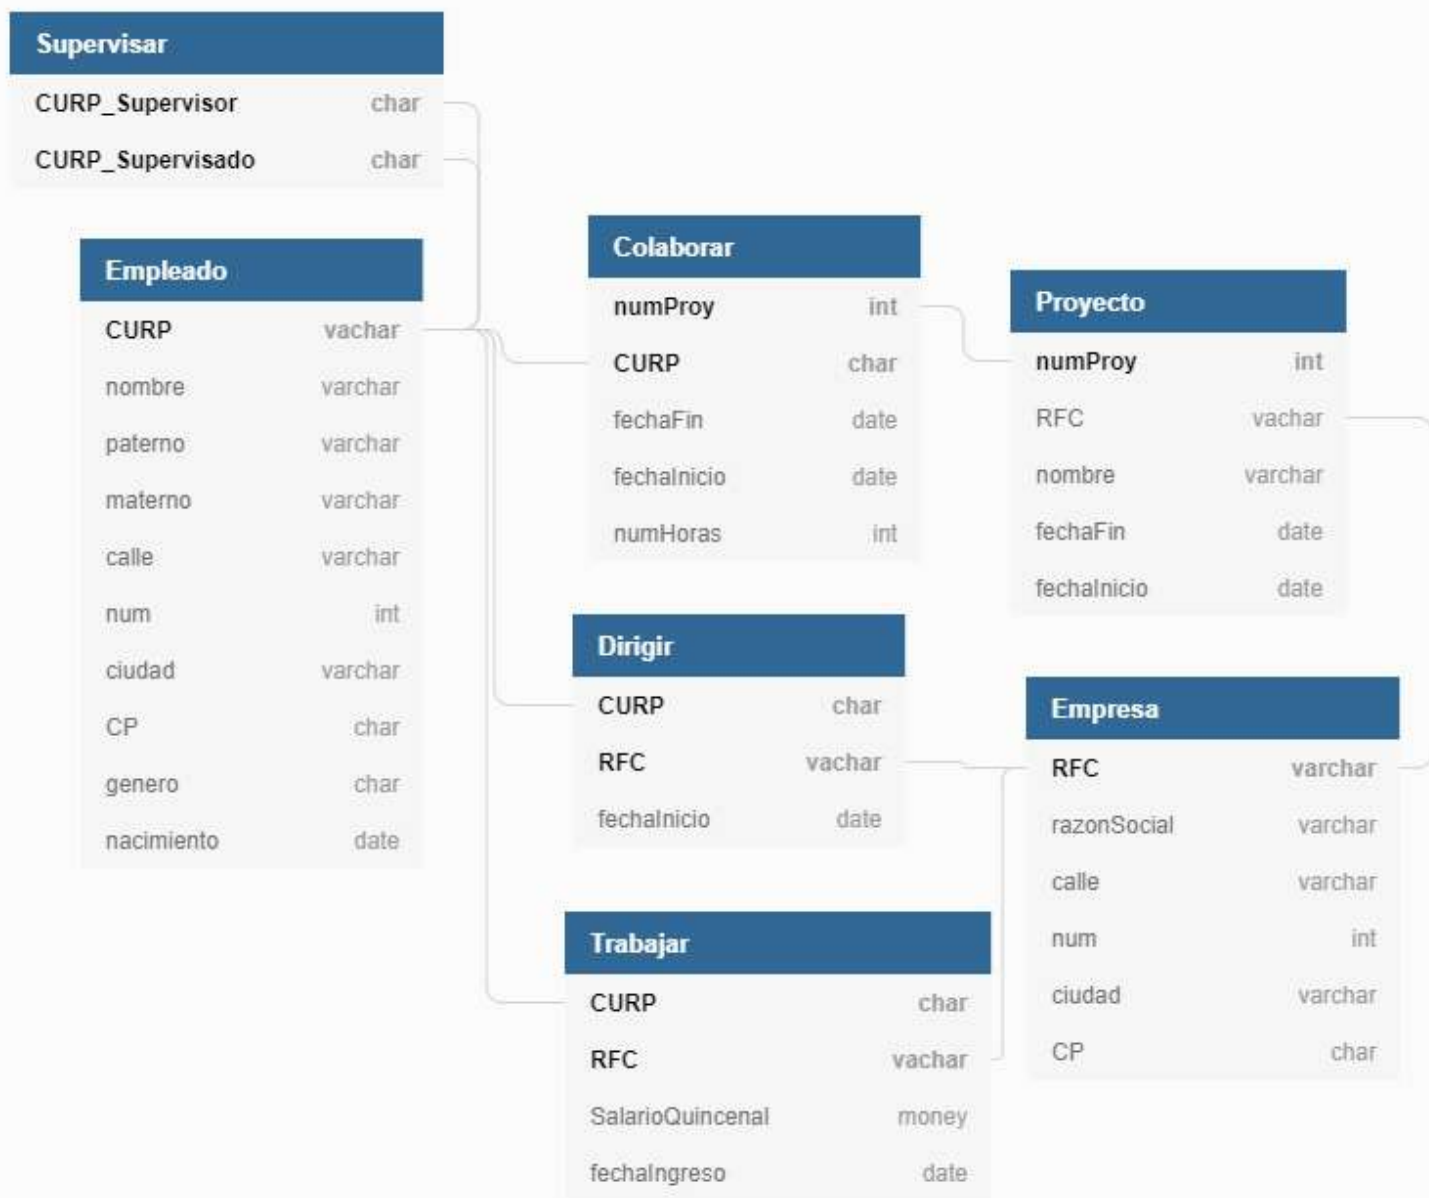 Supervisar
CURP_Supervisor char
CURP_Supervisado char
Empleado
CURP vachar
nombre varchar
paterno varchar
materno varchar
calle varchar
num int
ciudad varchar
CP char
genero char
nacimiento date
Colaborar
numProy int
CURP char
fechaFin date
fechaInicio date
numHoras int
Proyecto
numProy int
RFC vachar
nombre varchar
fechaFin date
fechaInicio date
Dirigir
CURP char
RFC vachar
fechaInicio date
Empresa
RFC varchar
razonSocial varchar
calle varchar
num int
ciudad varchar
CP char
Trabajar
CURP char
RFC vachar
SalarioQuincenal money
fechaIngreso date